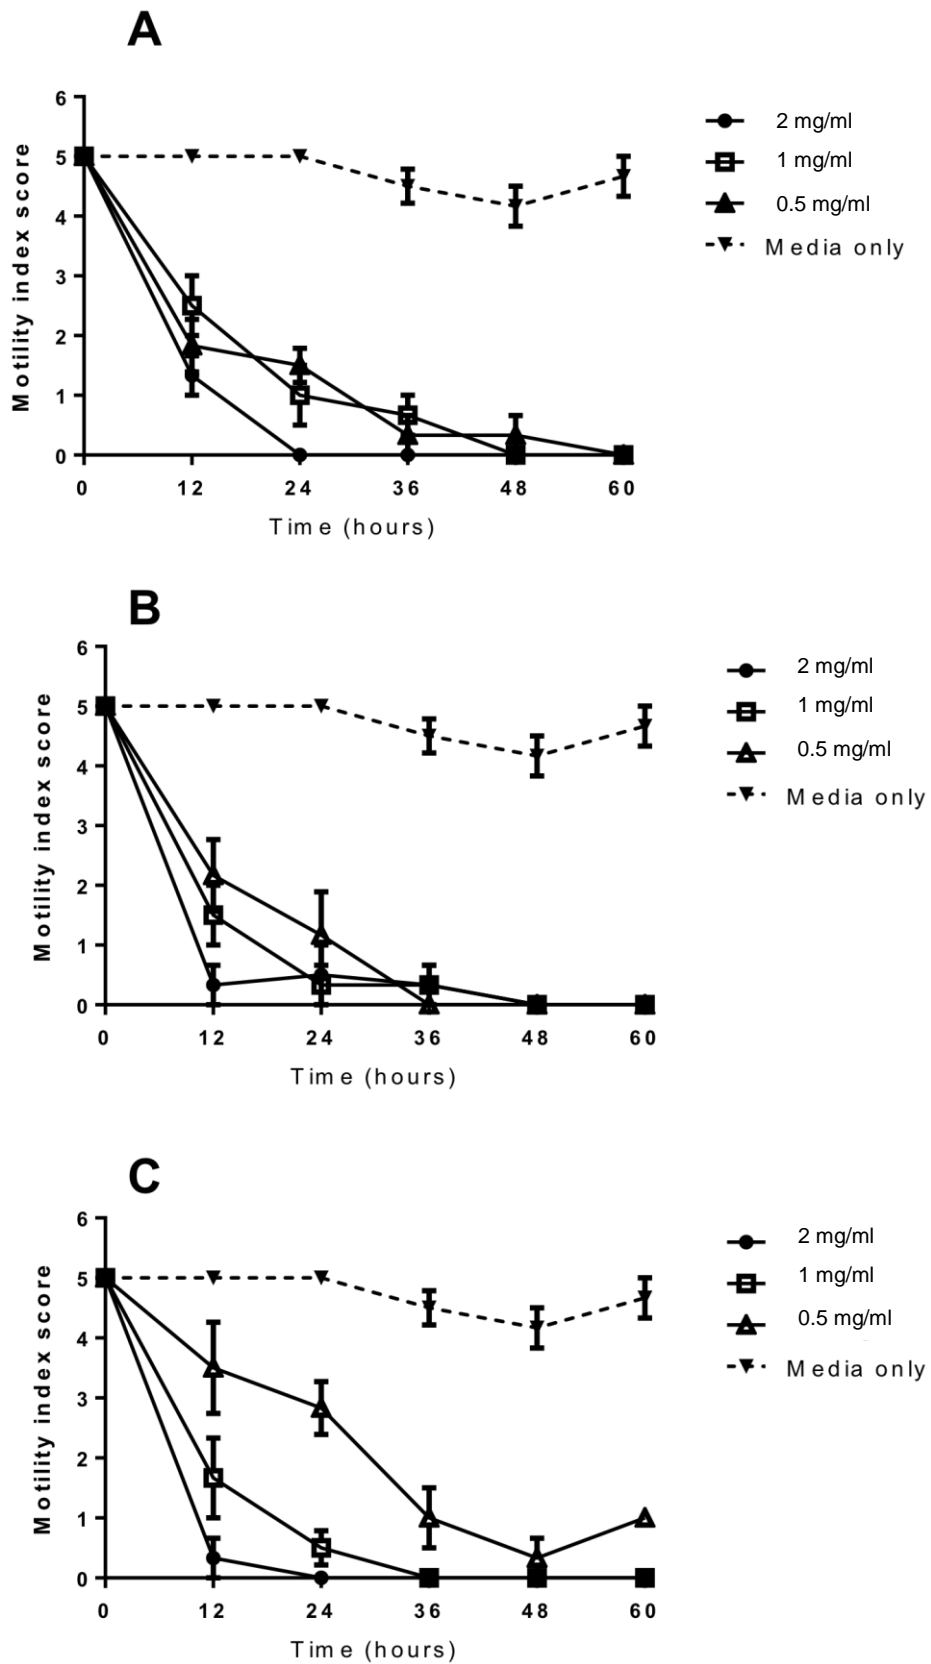 A
6
5
4
3
2
1
0
Motility index score
0 12 24 36 48 60
Time (hours)
2 mg/ml
1 mg/ml
0.5 mg/ml
Media only
B
6
5
4
3
2
1
0
Motility index score
0 12 24 36 48 60
Time (hours)
2 mg/ml
1 mg/ml
0.5 mg/ml
Media only
C
6
5
4
3
2
1
0
Motility index score
0 12 24 36 48 60
Time (hours)
2 mg/ml
1 mg/ml
0.5 mg/ml
Media only